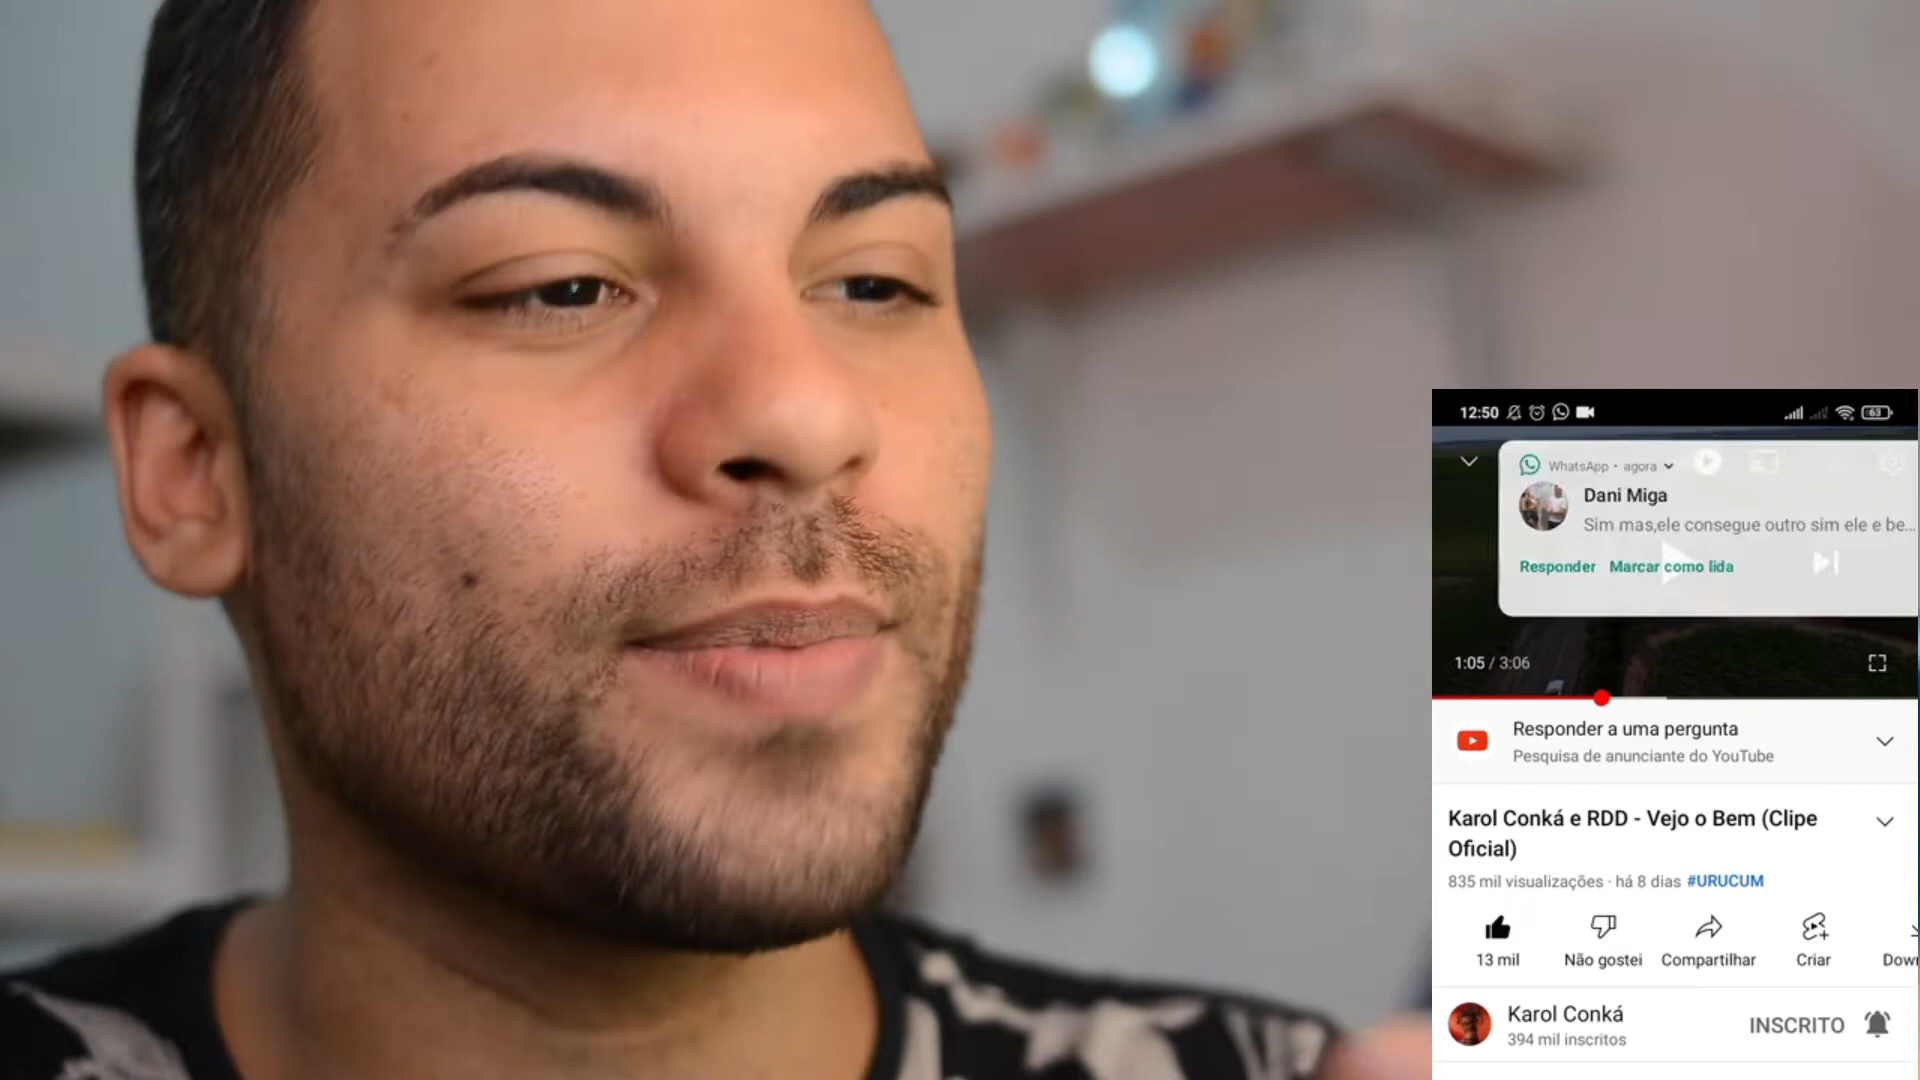 12:50
63
WhatsApp • agora
Dani Miga
Sim mas,ele consegue outro sim ele e be...
Responder Marcar como lida
1:05 / 3:06
Responder a uma pergunta
Pesquisa de anunciante do YouTube
Karol Conká e RDD - Vejo o Bem (Clipe
Oficial)
835 mil visualizações · há 8 dias #URUCUM
13 mil Não gostei Compartilhar Criar Down
Karol Conká
394 mil inscritos
INSCRITO